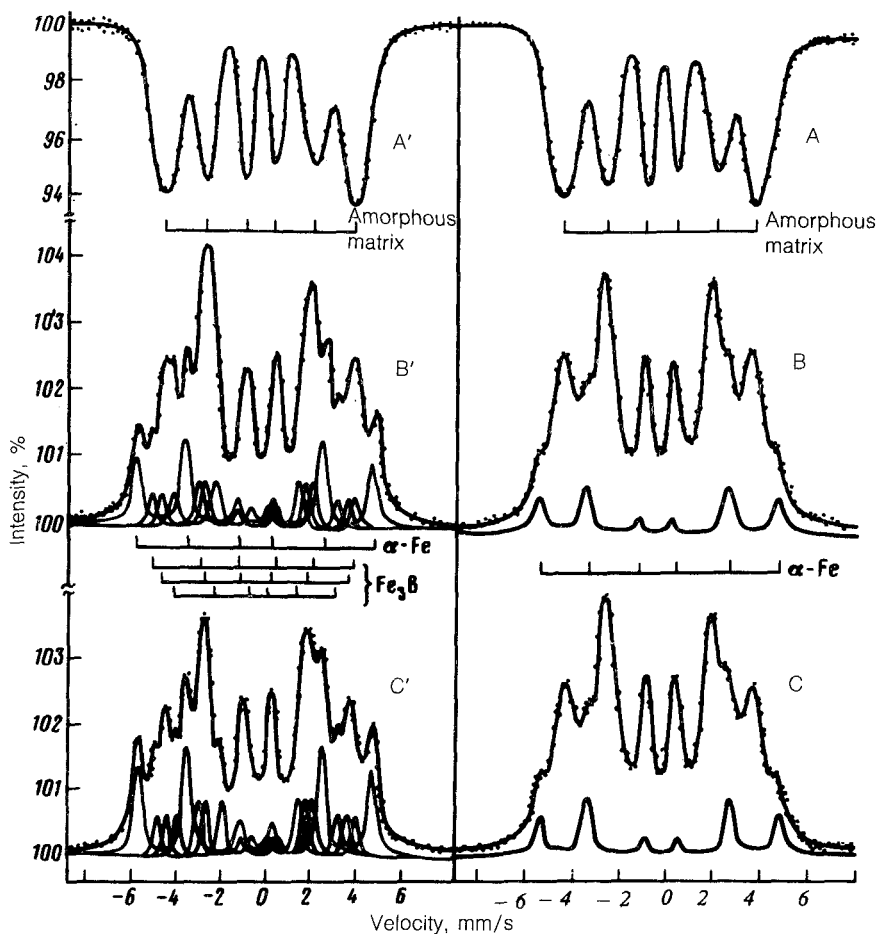 100
98
96
94
A'
A
Amorphous
matrix
Amorphous
matrix
104
103
102
101
100
B'
B
Intensity, %
α-Fe
Fe3B
α-Fe
103
102
101
100
C'
C
-6 -4 -2 0 2 4 6
-6 -4 -2 0 2 4 6
Velocity, mm/s